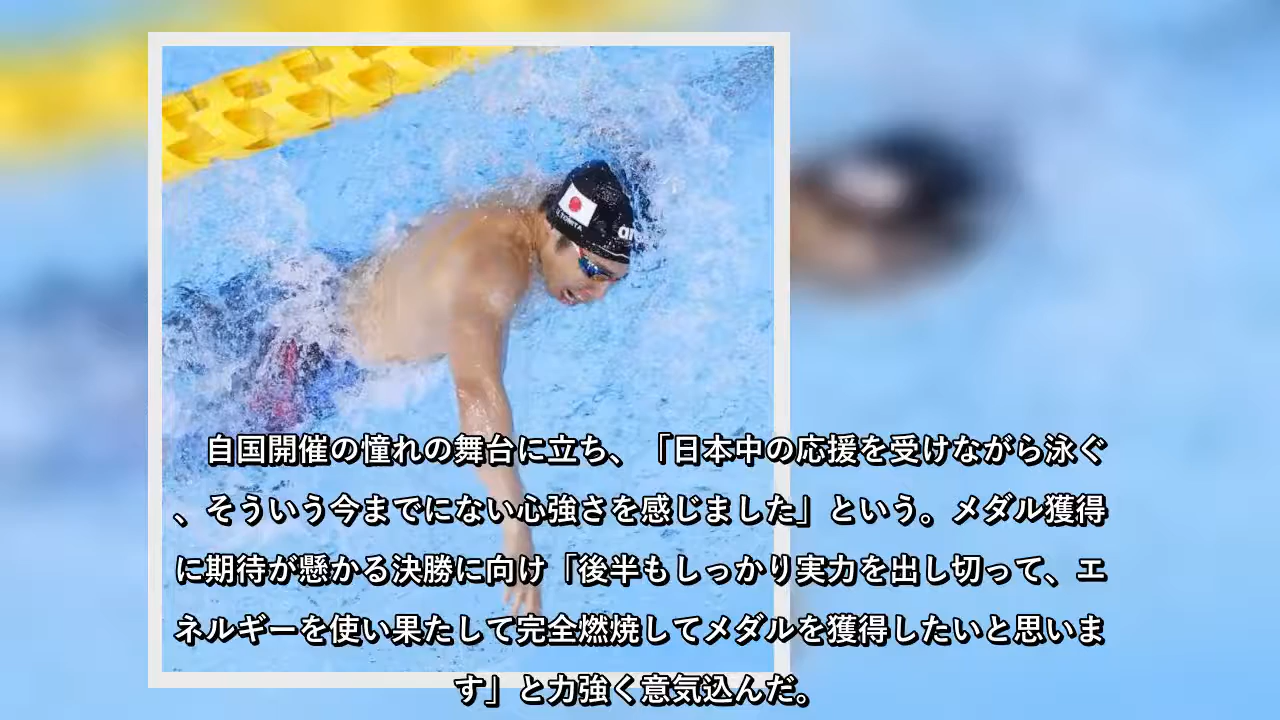 U.TOMITA
ar
自国開催の憧れの舞台に立ち、「日本中の応援を受けながら泳ぐ
、そういう今までにない心強さを感じました」という。メダル獲得
に期待が懸かる決勝に向け「後半もしっかり実力を出し切って、エ
ネルギーを使い果たして完全燃焼してメダルを獲得したいと思いま
す」と力強く意気込んだ。